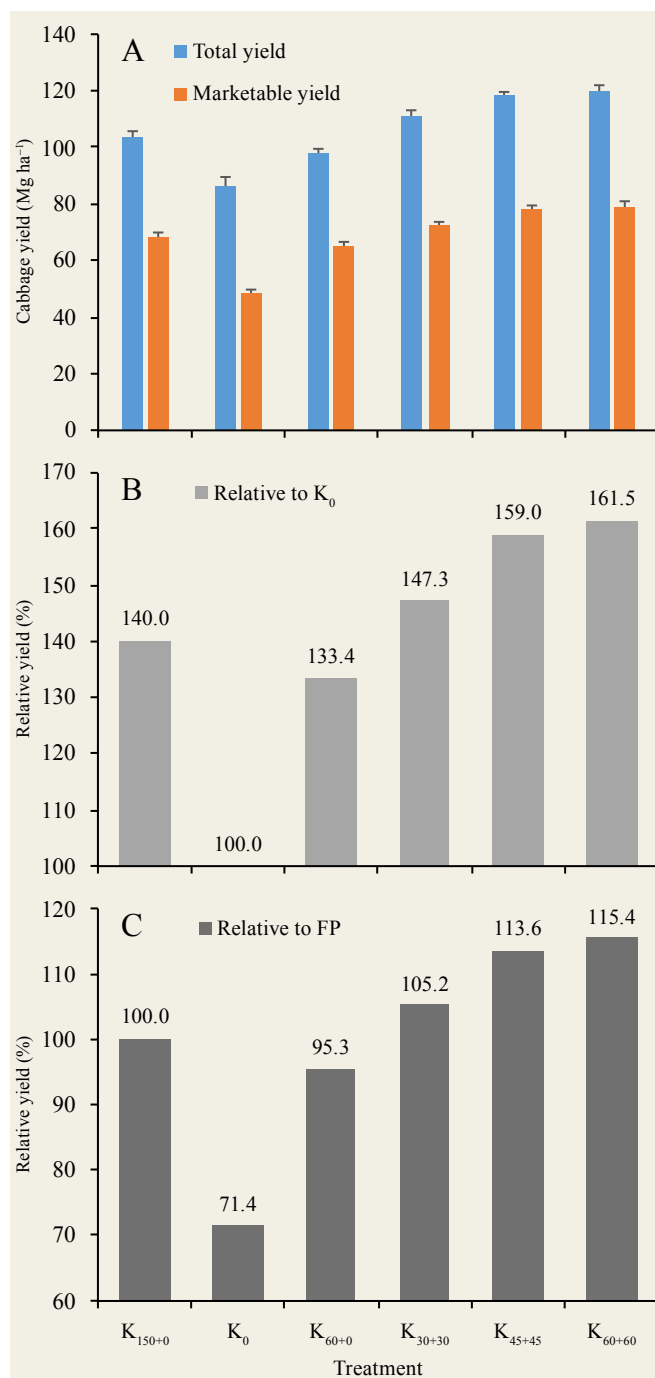 A
Total yield
Marketable yield
Cabbage yield (Mg ha⁻¹)
140
120
100
80
60
40
20
0
B
Relative to K₀
Relative yield (%)
170
160
150
140
130
120
110
100
140.0
100.0
133.4
147.3
159.0
161.5
C
Relative to FP
Relative yield (%)
120
110
100
90
80
70
60
100.0
71.4
95.3
105.2
113.6
115.4
K₁₅₀₊₀ K₀ K₆₀₊₀ K₃₀₊₃₀ K₄₅₊₄₅ K₆₀₊₆₀
Treatment